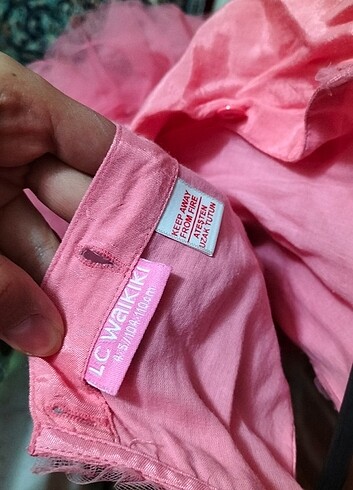 KEEP AWAY
FROM FIRE
ATEŞTEN
UZAK TUTUN
LC Waikiki